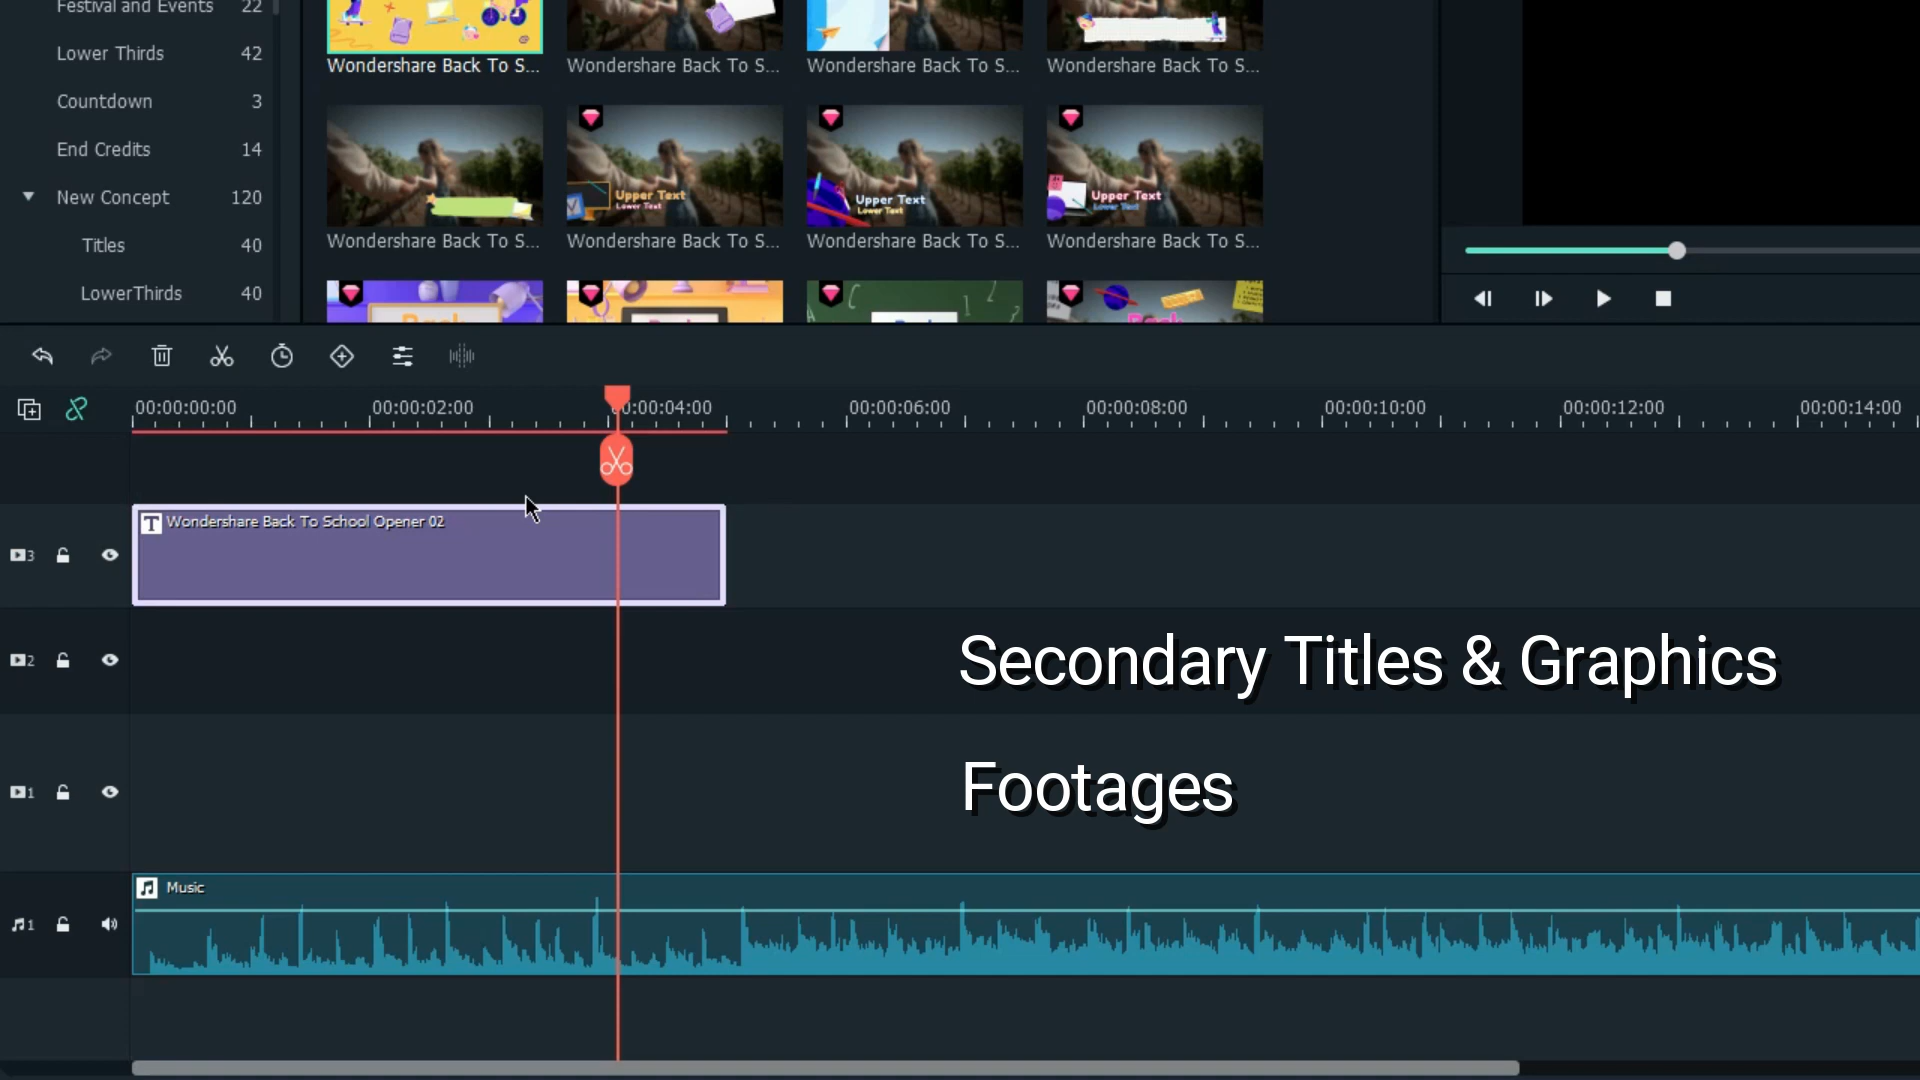 Festival and Events 22
Lower Thirds 42
Countdown 3
End Credits 14
New Concept 120
Titles 40
LowerThirds 40
Wondershare Back To S...
Wondershare Back To S...
Wondershare Back To S...
Wondershare Back To S...
Upper Text
Lower Text
Upper Text
Lower Text
Upper Text
Lower Text
Wondershare Back To S...
Wondershare Back To S...
Wondershare Back To S...
Wondershare Back To S...
00:00:00:00
00:00:02:00
00:00:04:00
00:00:06:00
00:00:08:00
00:00:10:00
00:00:12:00
00:00:14:00
T Wondershare Back To School Opener 02
3
2
Secondary Titles & Graphics
1
Footages
Music
1